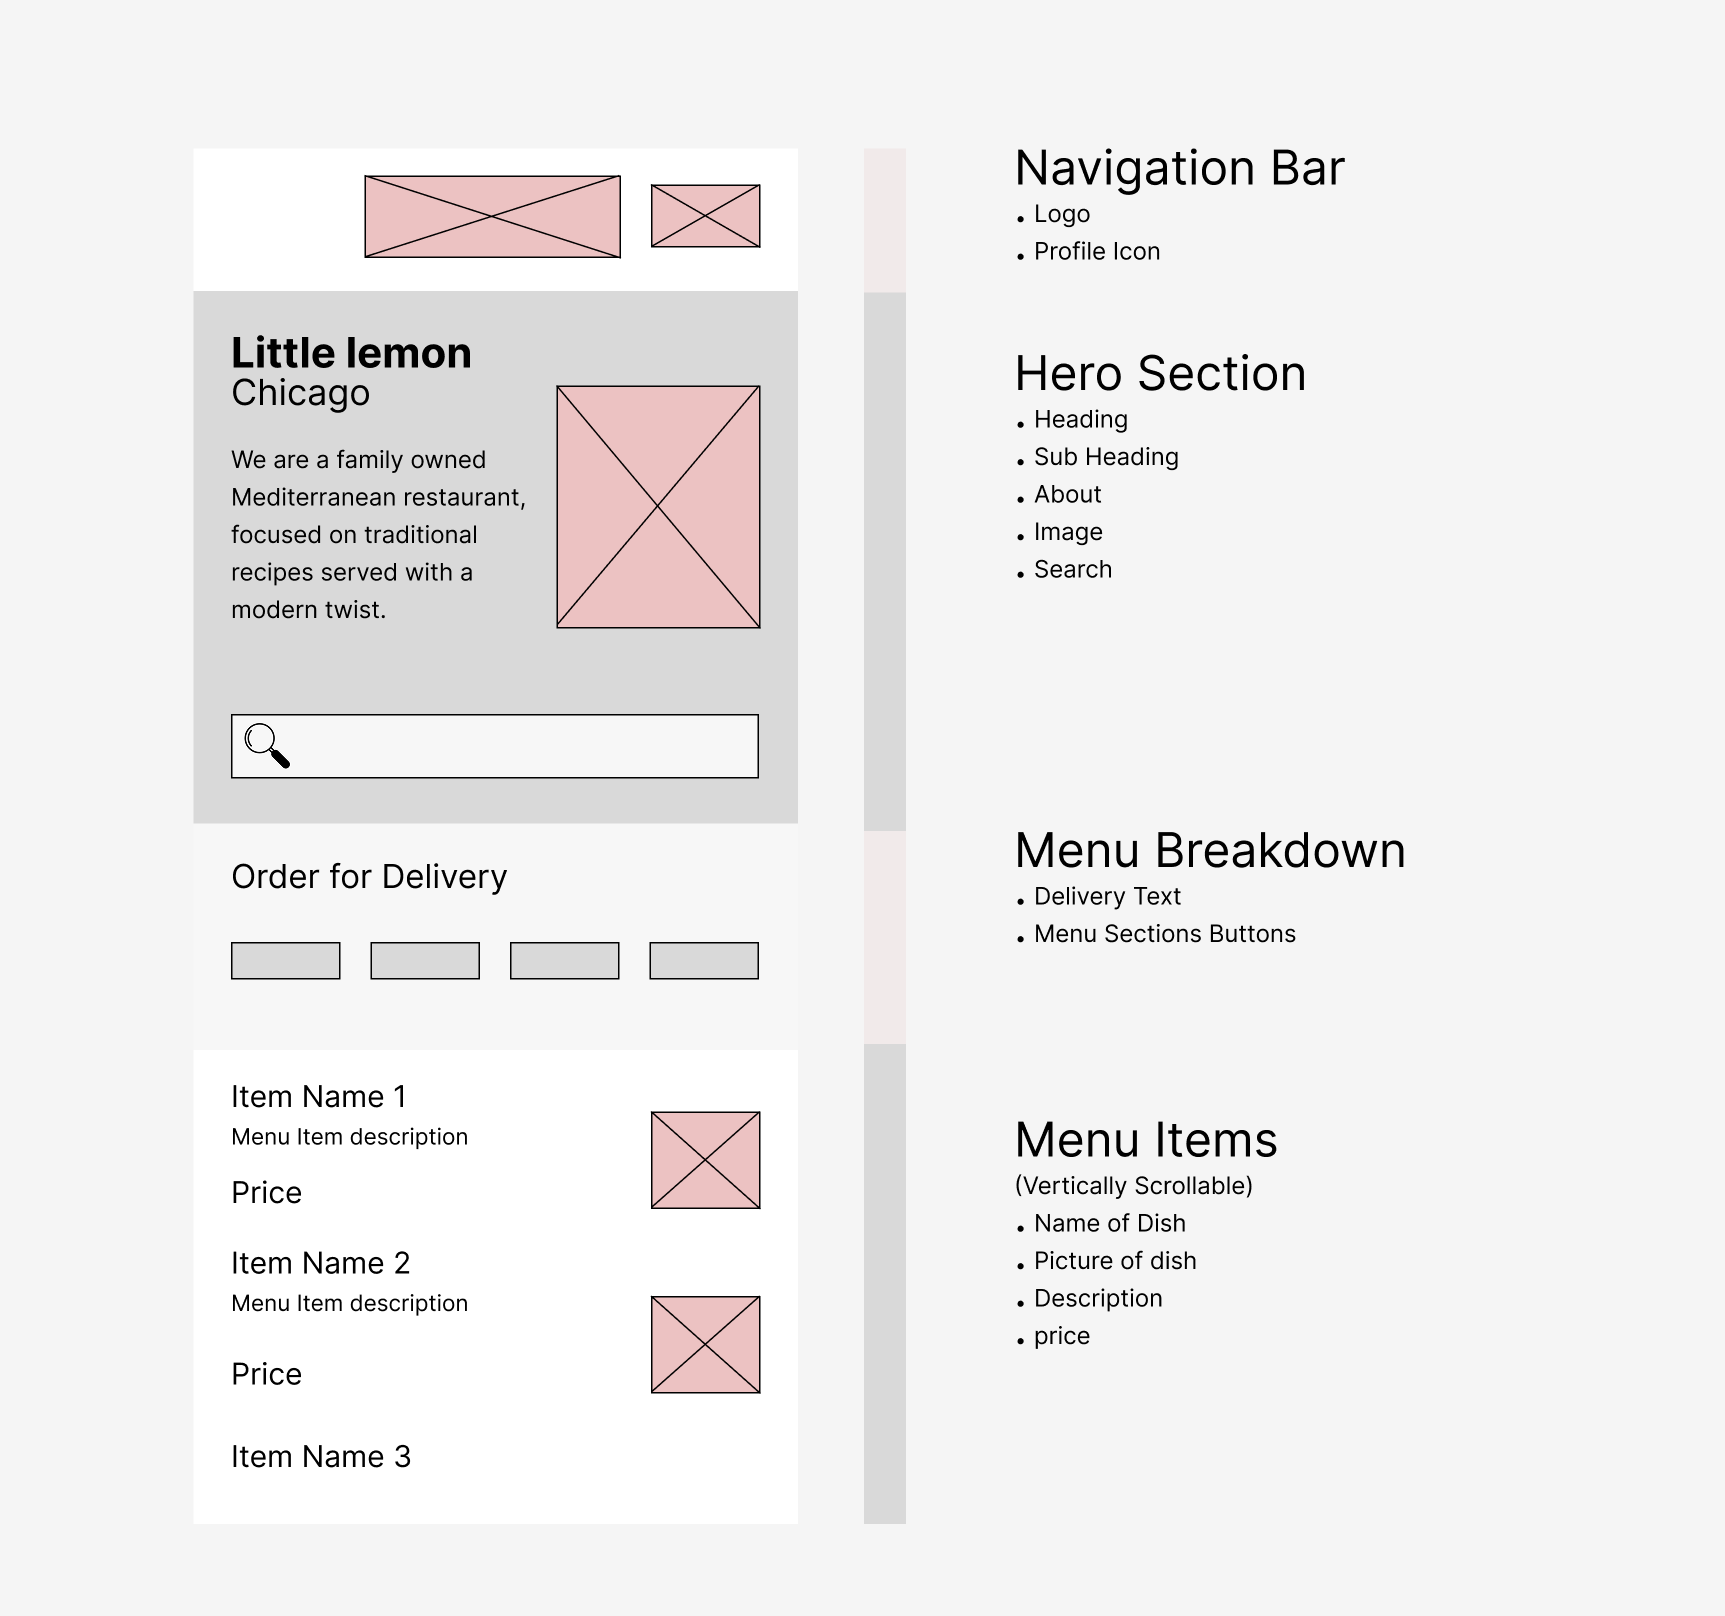 Little lemon
Chicago
We are a family owned
Mediterranean restaurant,
focused on traditional
recipes served with a
modern twist.
Order for Delivery
Item Name 1
Menu Item description
Price
Item Name 2
Menu Item description
Price
Item Name 3
Navigation Bar
• Logo
• Profile Icon
Hero Section
• Heading
• Sub Heading
• About
• Image
• Search
Menu Breakdown
• Delivery Text
• Menu Sections Buttons
Menu Items
(Vertically Scrollable)
• Name of Dish
• Picture of dish
• Description
• price